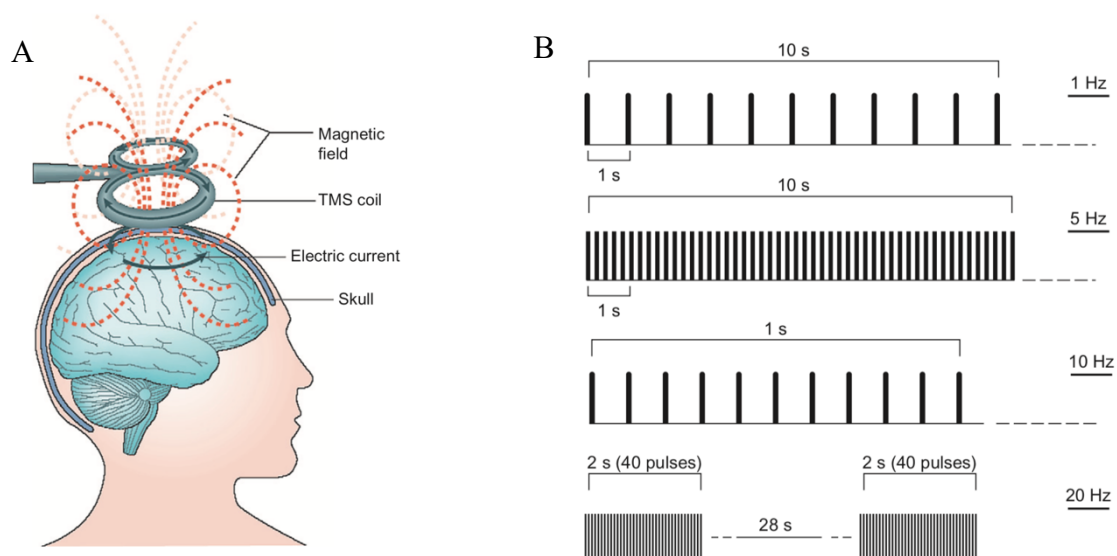 A
Magnetic
field
TMS coil
Electric current
Skull
B
10 s
1 Hz
1 s
10 s
5 Hz
1 s
1 s
10 Hz
2 s (40 pulses)
2 s (40 pulses)
20 Hz
28 s